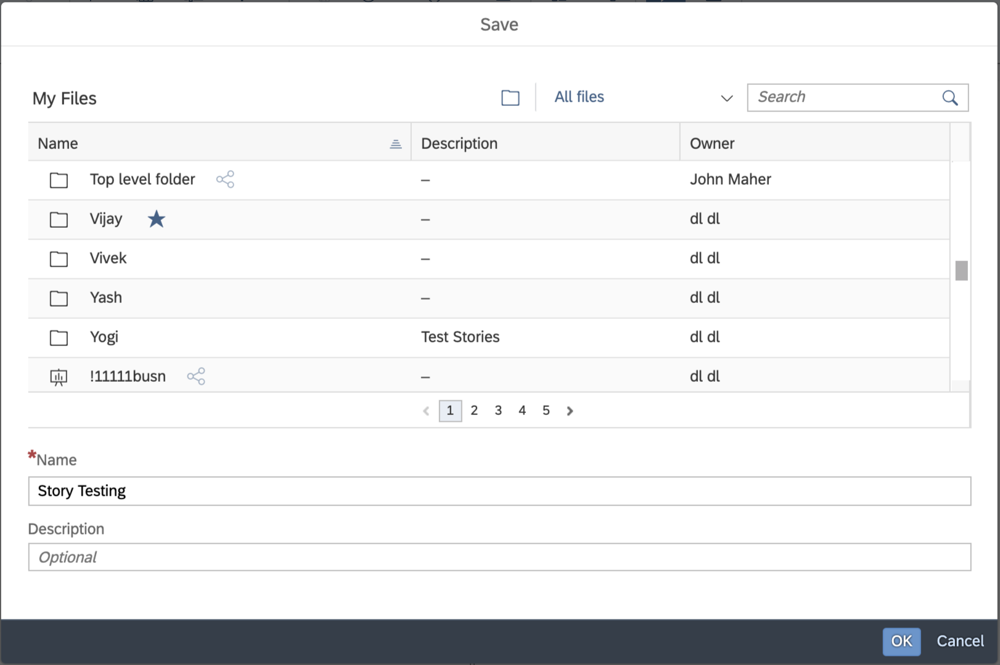 Save
My Files
All files
Search
Name Description Owner
Top level folder – John Maher
Vijay – dl dl
Vivek – dl dl
Yash – dl dl
Yogi Test Stories dl dl
!11111busn – dl dl
1 2 3 4 5
*Name
Story Testing
Description
Optional
OK Cancel